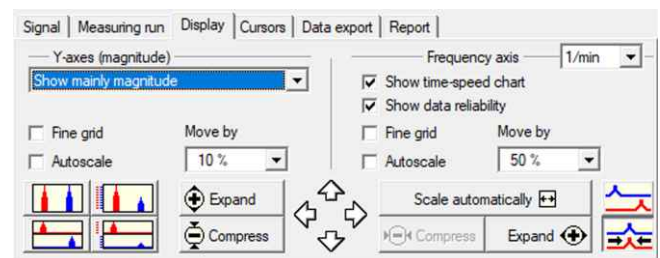 Signal Measuring run Display Cursors Data export Report
Y-axes (magnitude)
Show mainly magnitude
Fine grid Move by
Autoscale 10 %
Expand
Compress
Frequency axis 1/min
Show time-speed chart
Show data reliability
Fine grid Move by
Autoscale 50 %
Scale automatically
Compress Expand